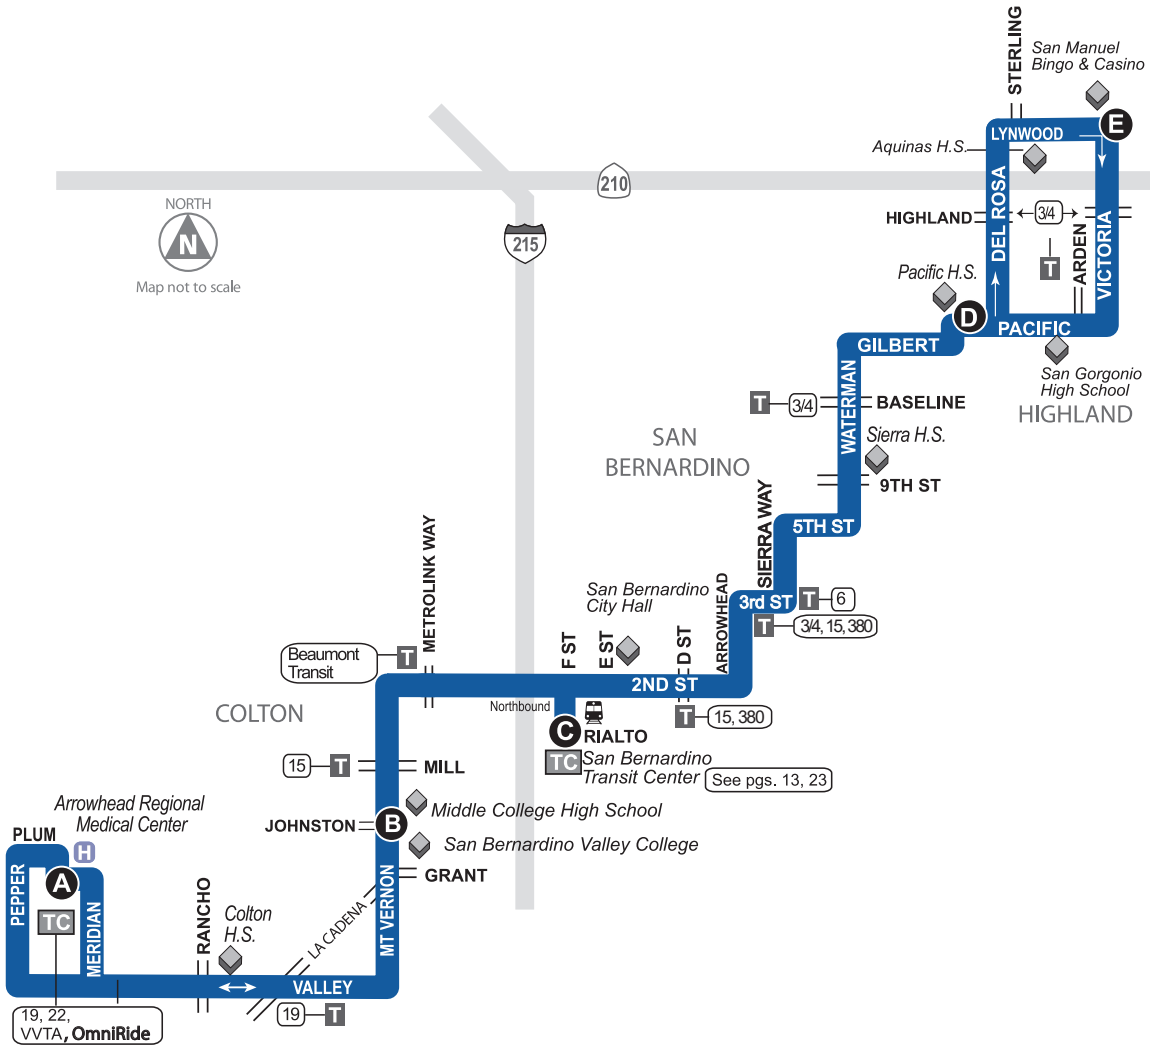 STERLING
San Manuel
Bingo & Casino
E
LYNWOOD
Aquinas H.S.
210
DEL ROSA
NORTH
N
Map not to scale
215
HIGHLAND
3/4
T
ARDEN
VICTORIA
Pacific H.S.
D
PACIFIC
GILBERT
San Gorgonio
High School
HIGHLAND
T
3/4
BASELINE
WATERMAN
SAN
BERNARDINO
Sierra H.S.
9TH ST
SIERRA WAY
5TH ST
METROLINK WAY
San Bernardino
City Hall
ARROWHEAD
3rd ST
T
6
T
3/4, 15, 380
Beaumont
Transit
T
F ST
E ST
D ST
2ND ST
COLTON
Northbound
C
RIALTO
T
15, 380
TC
San Bernardino
Transit Center
See pgs. 13, 23
15
T
MILL
Arrowhead Regional
Medical Center
Middle College High School
JOHNSTON
B
San Bernardino Valley College
PLUM
H
A
GRANT
PEPPER
TC
MERIDIAN
RANCHO
Colton
H.S.
LA CADENA
MT VERNON
VALLEY
19
T
19, 22,
VVTA, OmniRide